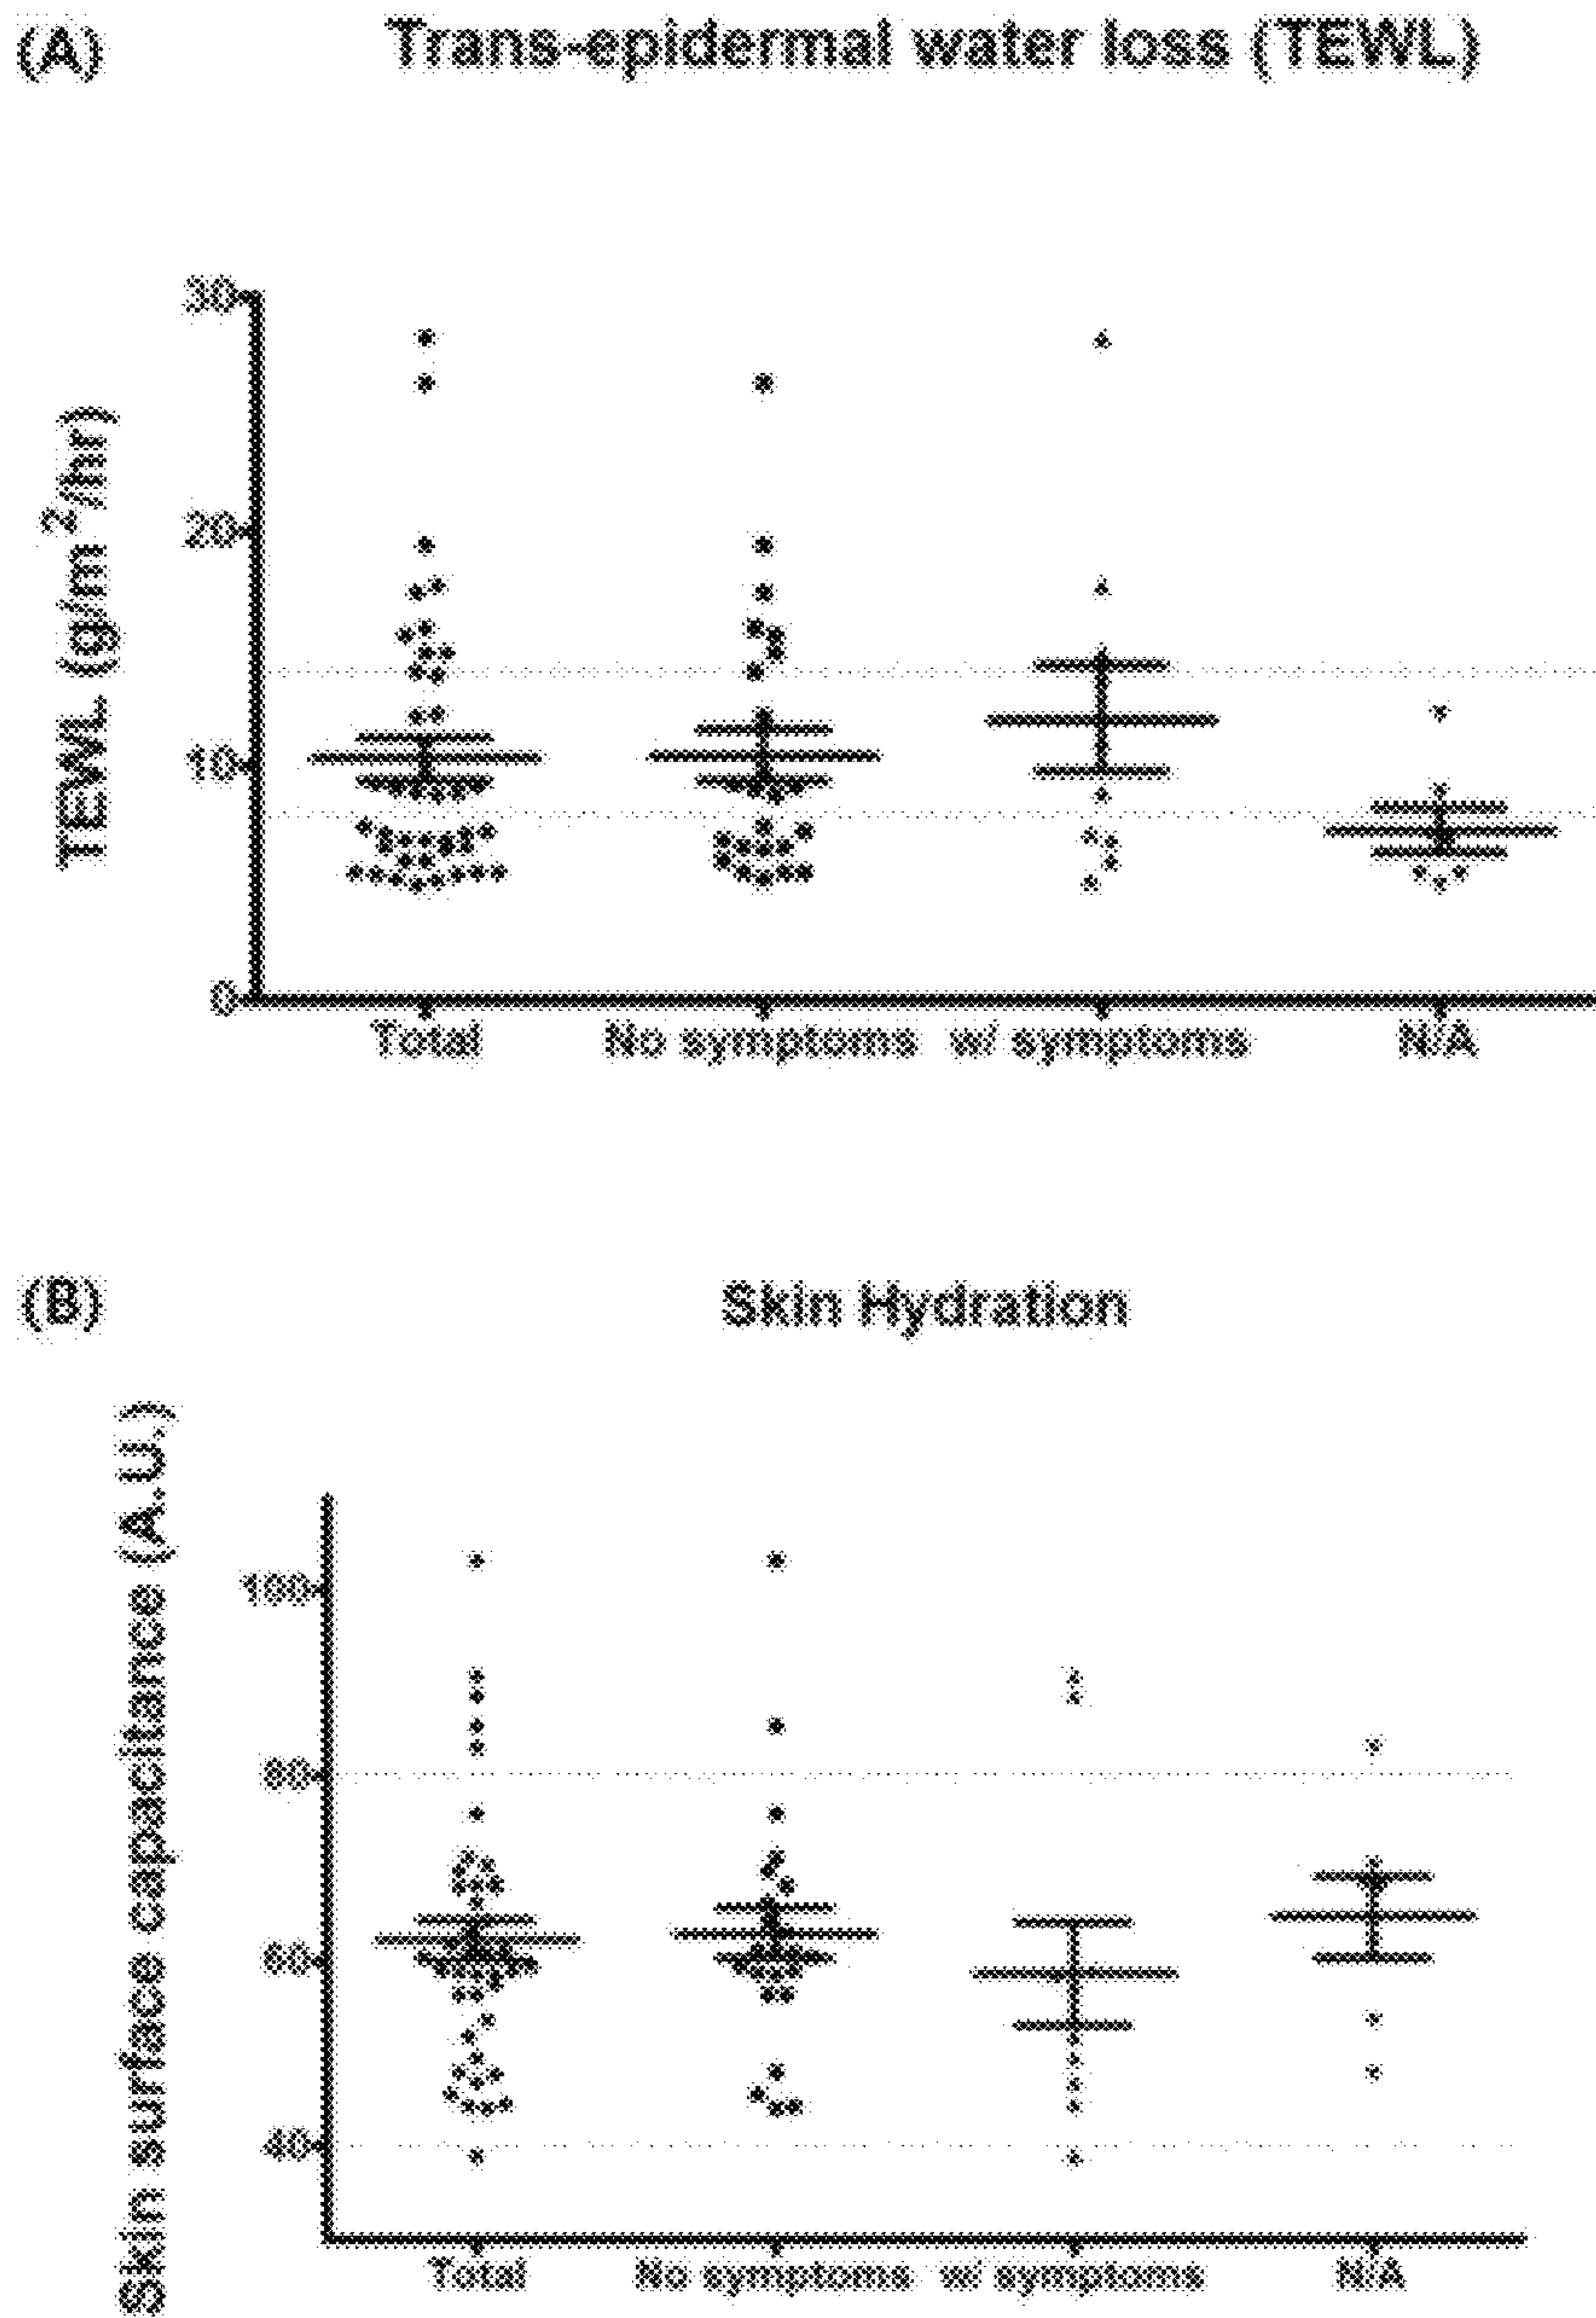 (A) Trans-epidermal water loss (TEWL)
TEWL (g/m2/hr)
30
20
10
0
Total No symptoms w/ symptoms N/A
(B) Skin Hydration
Skin surface capacitance (A.U.)
100
80
60
40
Total No symptoms w/ symptoms N/A